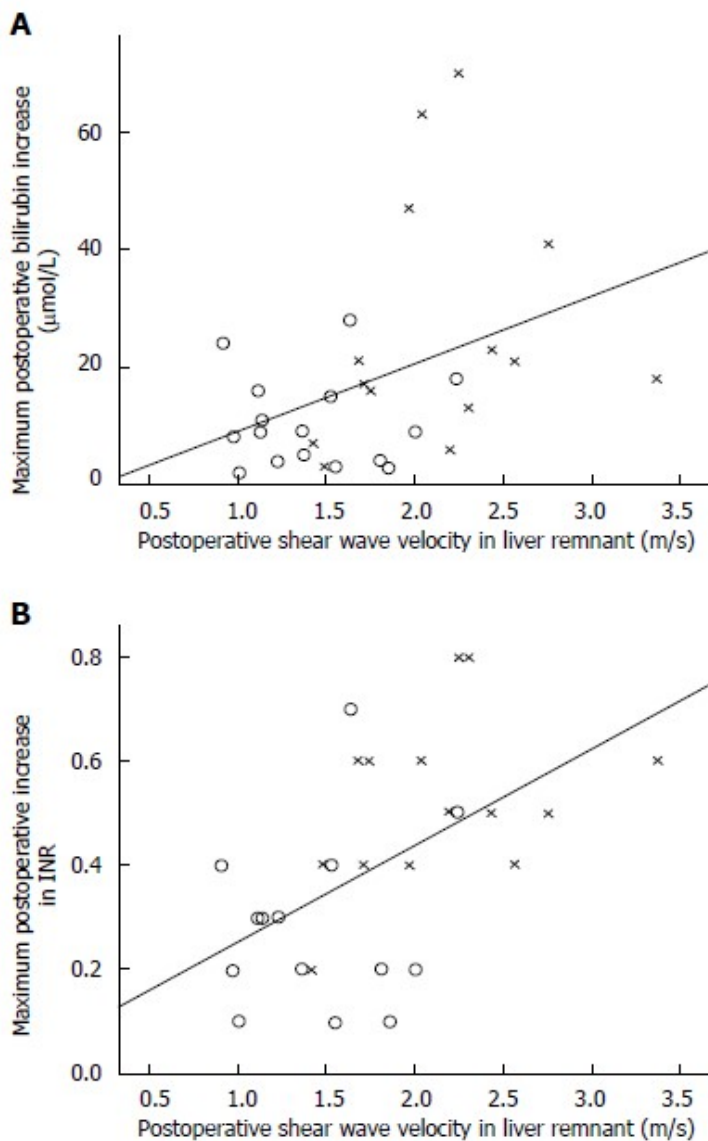 A
Maximum postoperative bilirubin increase
(μmol/L)
60
40
20
0
0.5 1.0 1.5 2.0 2.5 3.0 3.5
Postoperative shear wave velocity in liver remnant (m/s)
B
Maximum postoperative increase
in INR
0.8
0.6
0.4
0.2
0.0
0.5 1.0 1.5 2.0 2.5 3.0 3.5
Postoperative shear wave velocity in liver remnant (m/s)